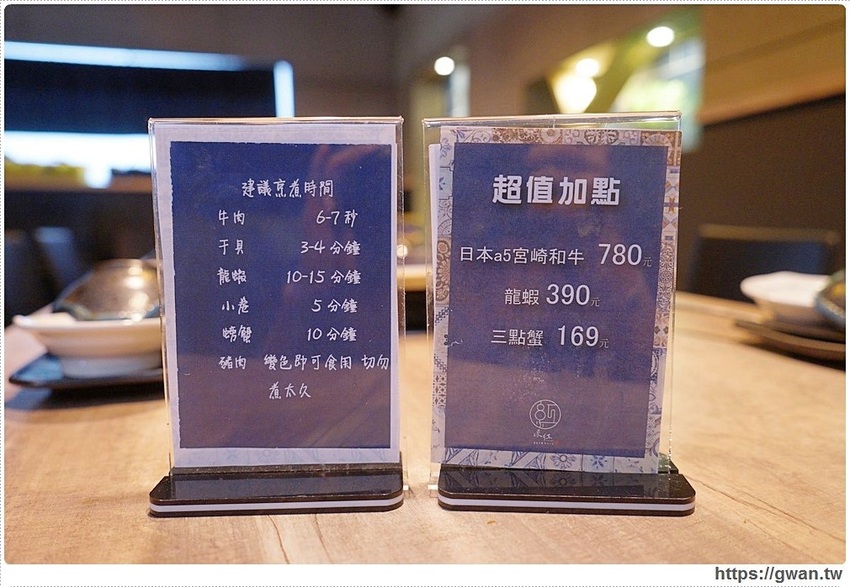 建議烹煮時間
牛肉 6-7秒
干貝 3-4分鐘
龍蝦 10-15分鐘
小卷 5分鐘
螃蟹 10分鐘
豬肉 變色即可食用 切勿
煮太久
超值加點
日本a5宮崎和牛 780元
龍蝦 390元
三點蟹 169元
https://gwan.tw